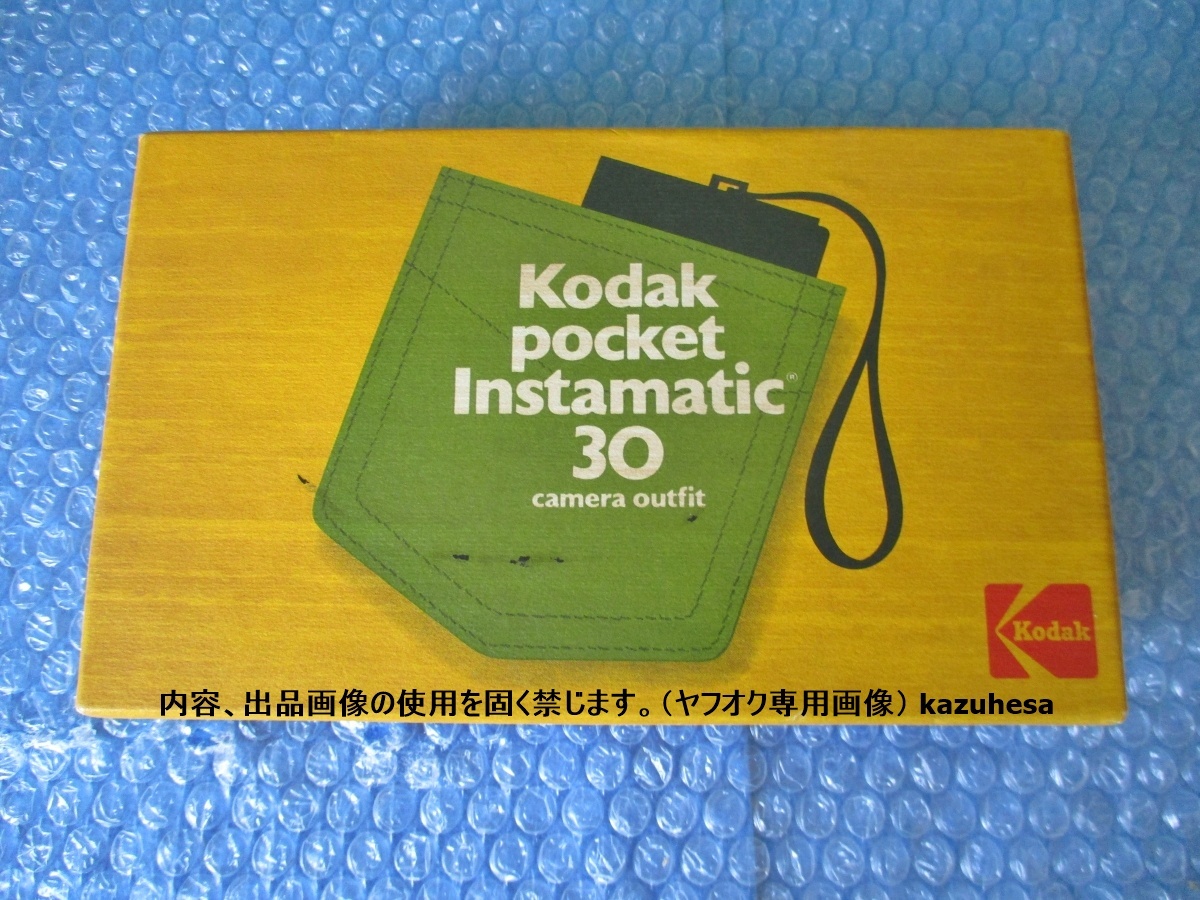 Kodak
pocket
Instamatic®
30
camera outfit
Kodak
内容、出品画像の使用を固く禁じます。（ヤフオク専用画像） kazuhesa